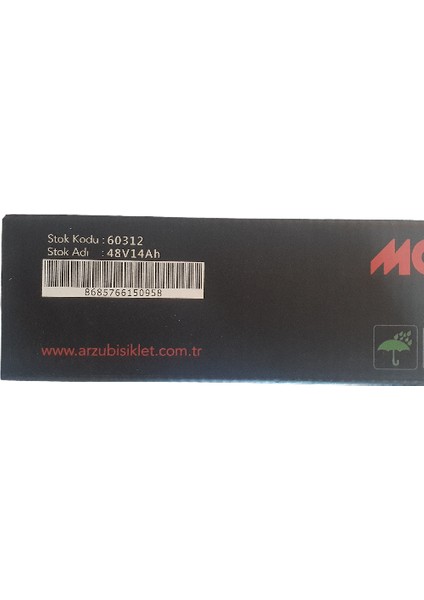 Stok Kodu : 60312
Stok Adı : 48V14Ah
8685766150958
www.arzubisiklet.com.tr